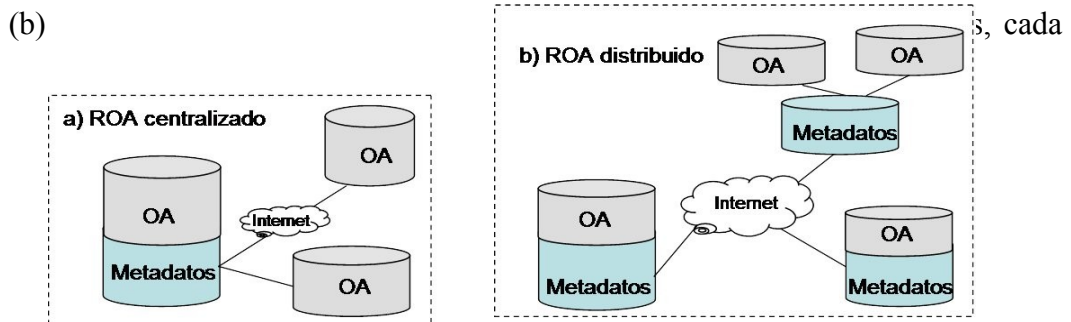 (b)
s, cada
a) ROA centralizado
OA
OA
Internet
Metadatos
OA
b) ROA distribuido
OA
OA
Metadatos
Internet
OA
Metadatos
OA
Metadatos